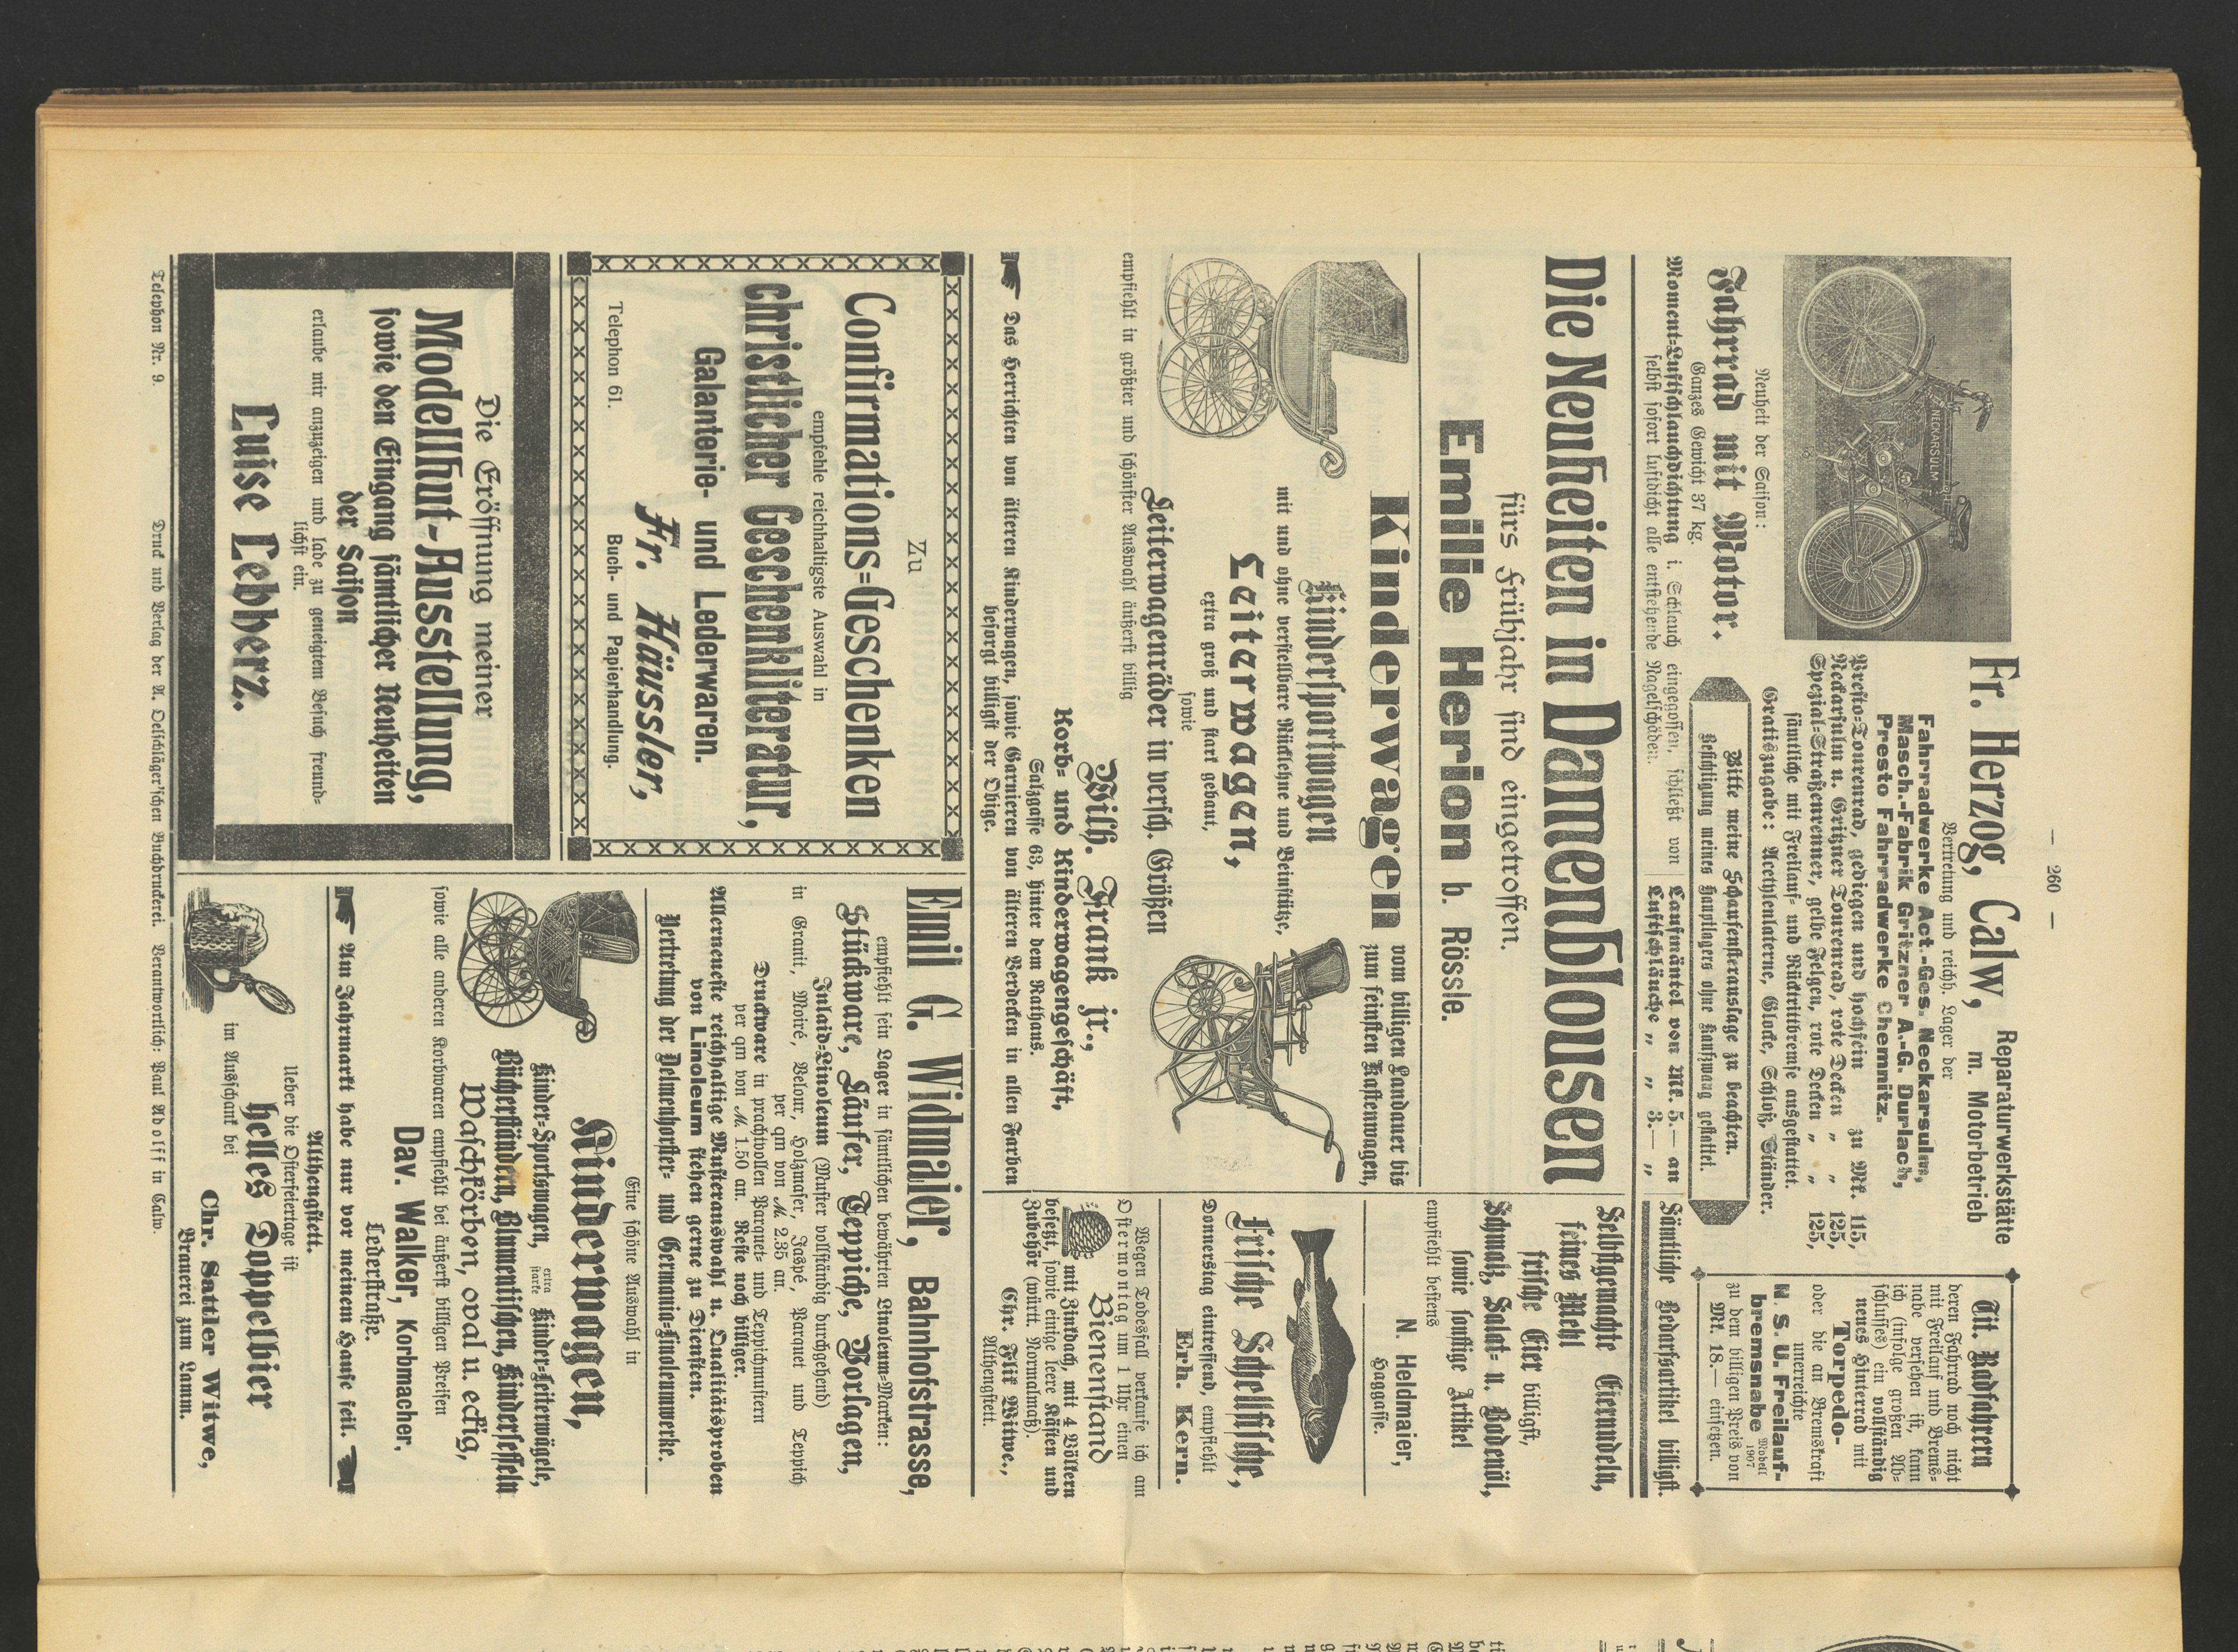 — 260 —
Fr. Herzog, Calw,
Reparaturwerkstätte
m. Motorbetrieb
Vertretung und reichh. Lager der
Fahrradwerke Act.-Ges. Neckarsulm,
Masch.-Fabrik Gritzner A.-G. Durlach,
Presto Fahrradwerke Chemnitz.
Presto-Tourenrad, gediegen und hochfein zu Mk. 115,
Neckarsulm u. Gritzner Tourenrad, rote Decken „ „ 125,
Spezial-Straßenrenner, gelbe Felgen, rote Decken „ „ 125,
sämtliche mit Freilauf- und Rücktrittbremse ausgestattet.
Gratiszugabe: Acetylenlaterne, Glocke, Schloß, Ständer.
Bitte meine Schaufensterauslage zu beachten.
Besichtigung meines Hauptlagers ohne Kaufzwang gestattet.
NECKARSULM
Neuheit der Saison:
Fahrrad mit Motor.
Ganzes Gewicht 37 kg.
Moment-Luftschlauchdichtung i. Schlauch eingegossen, schließt von
selbst sofort luftdicht alle entstehende Nagelschäden.
Laufmäntel von Mk. 5.— an
Luftschläuche „ „ 3.— „
Sämtliche Bedarfsartikel billigst.
Tit. Radfahrern
deren Fahrrad noch nicht
mit Freilauf und Brems-
nabe versehen ist, kann
ich (infolge großen Ab-
schlusses) ein vollständig
neues Hinterrad mit
Torpedo-
oder die an Bremskraft
unerreichte
N. S. U. Freilauf-
bremsnabe Modell 1907
zu dem billigen Preis von
Mk. 18.— einsetzen.
Die Neuheiten in Damenblousen
fürs Frühjahr sind eingetroffen.
Emilie Herion b. Rössle.
Selbstgemachte Eiernudeln,
feines Mehl
frische Eier billigst,
Schmalz, Salat- u. Bodenöl,
sowie sonstige Artikel
empfiehlt bestens
N. Heldmaier,
Haggasse.
Kinderwagen
vom billigen Landauer bis
zum feinsten Kastenwagen,
Kindersportwagen
mit und ohne verstellbare Rücklehne und Beinstütze,
Leiterwagen,
extra groß und stark gebaut,
sowie
Leiterwagenräder in versch. Größen
empfiehlt in größter und schönster Auswahl äußerst billig
Wilh. Frank jr.,
Korb- und Kinderwagengeschäft,
Salzgasse 63, hinter dem Rathaus.
Das Herrichten von älteren Kinderwagen, sowie Garnieren von älteren Verdecken in allen Farben
besorgt billigst der Obige.
Frische Schellfische,
Donnerstag eintreffend, empfiehlt
Erh. Kern.
Wegen Todesfall verkaufe ich am
Ostermontag um 1 Uhr einen
Bienenstand
mit Zinkdach, mit 4 Völkern
besetzt, sowie einige leere Kästen und
Zubehör (württ. Normalmaß).
Chr. Flik Witwe.,
Althengstett.
Zu
Confirmations-Geschenken
empfehle reichhaltigste Auswahl in
christlicher Geschenkliteratur,
Galanterie- und Lederwaren.
Fr. Häussler,
Telephon 61. Buch- und Papierhandlung.
Die Eröffnung meiner
Modellhut-Ausstellung,
sowie den Eingang sämtlicher Neuheiten
der Saison
erlaube mir anzuzeigen und lade zu geneigtem Besuch freund-
lichst ein.
Luise Lebherz.
Telephon Nr. 9.
Emil G. Widmaier, Bahnhofstrasse,
empfiehlt sein Lager in sämtlichen bewährten Linoleum-Marken:
Stückware, Läufer, Teppiche, Vorlagen,
Inlaid-Linoleum (Muster vollständig durchgehend)
in Granit, Moiré, Velour, Holzmaser, Jaspé, Parquet und Teppich
per qm von M. 2.35 an.
Druckware in prachtvollen Parquet- und Teppichmustern
per qm von M. 1.50 an. Reste noch billiger.
Allerneueste reichhaltige Musterauswahl u. Qualitätsproben
von Linoleum stehen gerne zu Diensten.
Vertretung der Delmenhorster- und Germania-Linoleumwerke.
Eine schöne Auswahl in
Kinderwagen,
Kinder-Sportswagen, extra starke Kinder-Leiterwägele,
Bücherständern, Blumentischen, Kindersesseln
Waschkörben, oval u. eckig,
sowie alle anderen Korbwaren empfiehlt bei äußerst billigen Preisen
Dav. Walker, Korbmacher.
Lederstraße.
Am Jahrmarkt habe nur vor meinem Hause feil.
Althengstett.
Ueber die Osterfeiertage ist
helles Doppelbier
im Ausschank bei
Chr. Sattler Witwe,
Brauerei zum Lamm.
Druck und Verlag der A. Oelschläger'schen Buchdruckerei. Verantwortlich: Paul Adolff in Calw.